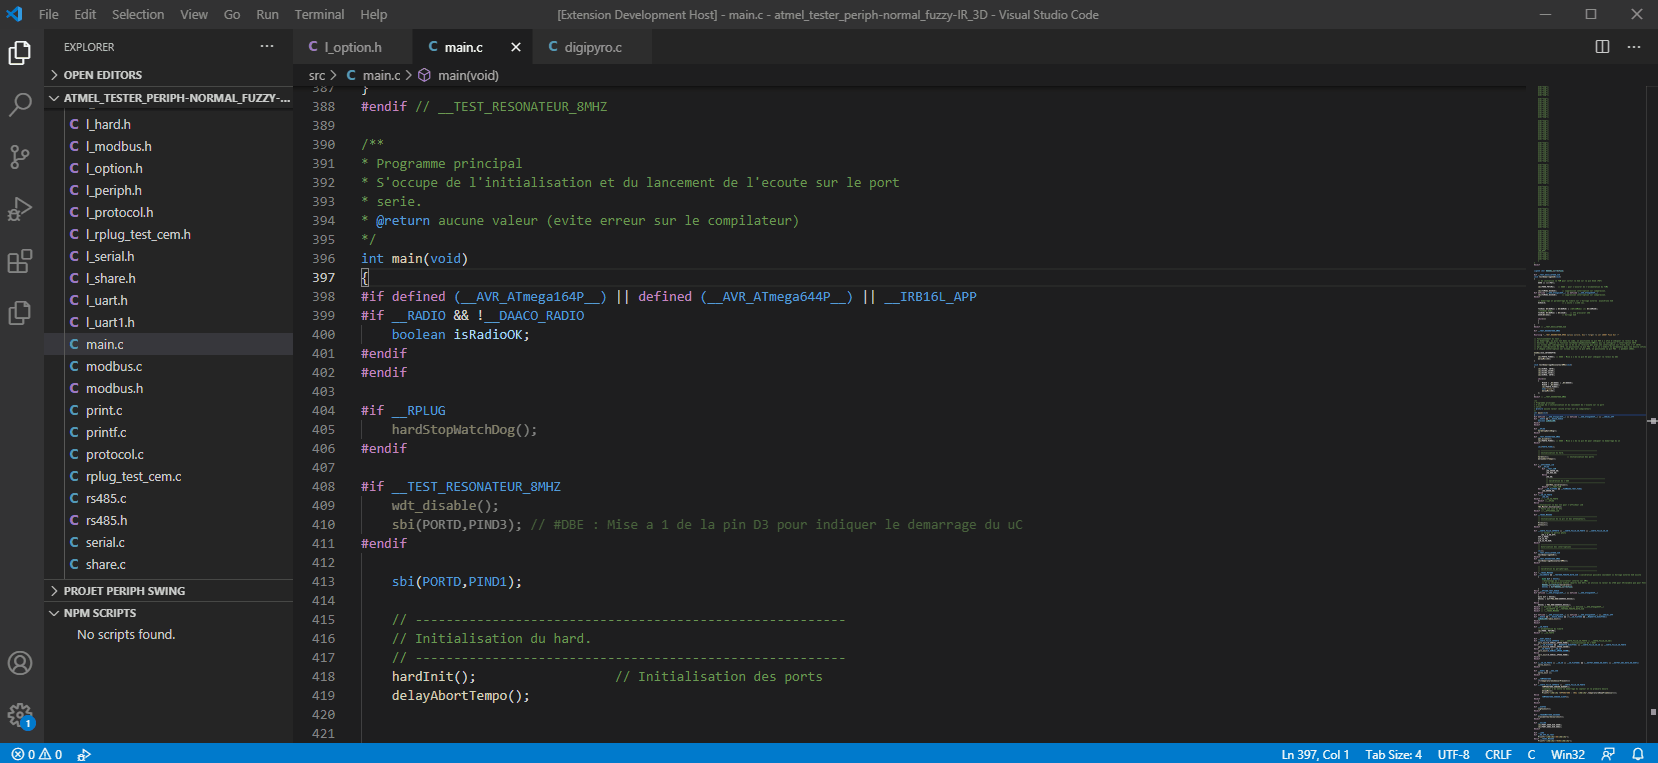 File Edit Selection View Go Run Terminal Help
[Extension Development Host] - main.c - atmel_tester_periph-normal_fuzzy-IR_3D - Visual Studio Code
EXPLORER
OPEN EDITORS
ATMEL_TESTER_PERIPH-NORMAL_FUZZY-...
C l_hard.h
C l_modbus.h
C l_option.h
C l_periph.h
C l_protocol.h
C l_rplug_test_cem.h
C l_serial.h
C l_share.h
C l_uart.h
C l_uart1.h
C main.c
C modbus.c
C modbus.h
C print.c
C printf.c
C protocol.c
C rplug_test_cem.c
C rs485.c
C rs485.h
C serial.c
C share.c
PROJET PERIPH SWING
NPM SCRIPTS
No scripts found.
1
C l_option.h C main.c C digipyro.c
src > C main.c > main(void)
387 }
388 #endif // __TEST_RESONATEUR_8MHZ
389
390 /**
391 * Programme principal
392 * S'occupe de l'initialisation et du lancement de l'ecoute sur le port
393 * serie.
394 * @return aucune valeur (evite erreur sur le compilateur)
395 */
396 int main(void)
397 {
398 #if defined (__AVR_ATmega164P__) || defined (__AVR_ATmega644P__) || __IRB16L_APP
399 #if __RADIO && !__DAACO_RADIO
400 boolean isRadioOK;
401 #endif
402 #endif
403
404 #if __RPLUG
405 hardStopWatchDog();
406 #endif
407
408 #if __TEST_RESONATEUR_8MHZ
409 wdt_disable();
410 sbi(PORTD,PIND3); // #DBE : Mise a 1 de la pin D3 pour indiquer le demarrage du uC
411 #endif
412
413 sbi(PORTD,PIND1);
414
415 // --------------------------------------------------------
416 // Initialisation du hard.
417 // --------------------------------------------------------
418 hardInit(); // Initialisation des ports
419 delayAbortTempo();
420
421
0 0
Ln 397, Col 1 Tab Size: 4 UTF-8 CRLF C Win32